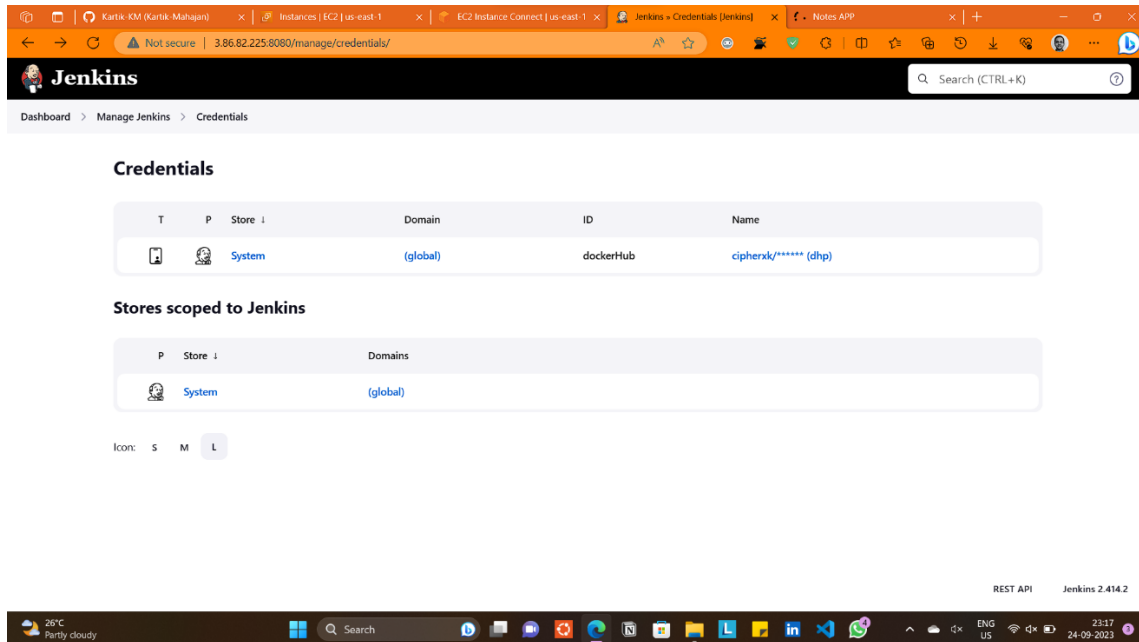 Kartik-KM (Kartik-Mahajan)
Instances | EC2 | us-east-1
EC2 Instance Connect | us-east-1
Jenkins » Credentials [Jenkins]
Notes APP
Not secure | 3.86.82.225:8080/manage/credentials/
Jenkins
Search (CTRL+K)
Dashboard > Manage Jenkins > Credentials
Credentials
T P Store ↓ Domain ID Name
System (global) dockerHub cipherxk/****** (dhp)
Stores scoped to Jenkins
P Store ↓ Domains
System (global)
Icon: S M L
REST API Jenkins 2.414.2
26°C
Partly cloudy
Search
ENG
US
23:17
24-09-2023